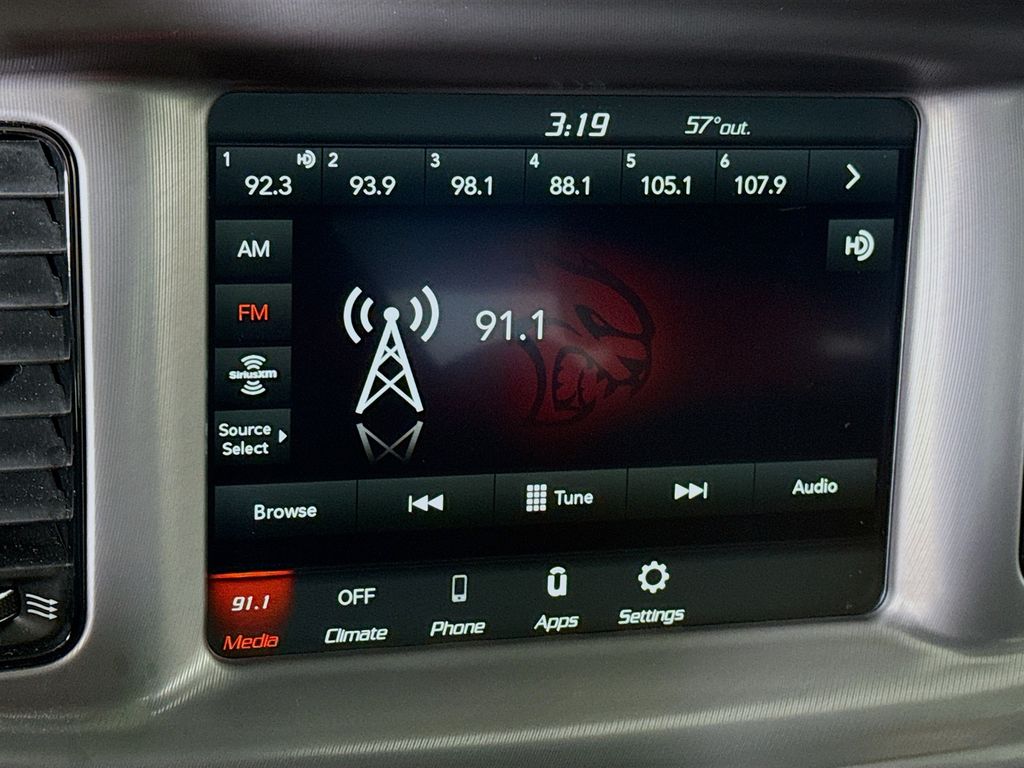 3:19 57°out.
1 HD 2 3 4 5 6
92.3 93.9 98.1 88.1 105.1 107.9
AM HD
FM 91.1
SiriusXM
Source
Select
Browse Tune Audio
91.1 OFF
Media Climate Phone Apps Settings